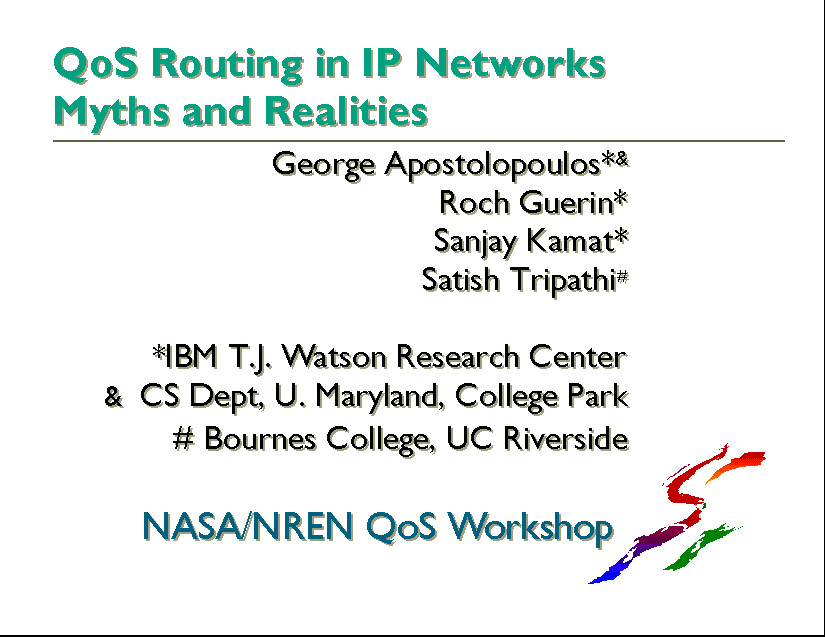 QoS Routing in IP Networks
Myths and Realities
George Apostolopoulos*&
Roch Guerin*
Sanjay Kamat*
Satish Tripathi#
*IBM T.J. Watson Research Center
& CS Dept, U. Maryland, College Park
# Bournes College, UC Riverside
NASA/NREN QoS Workshop